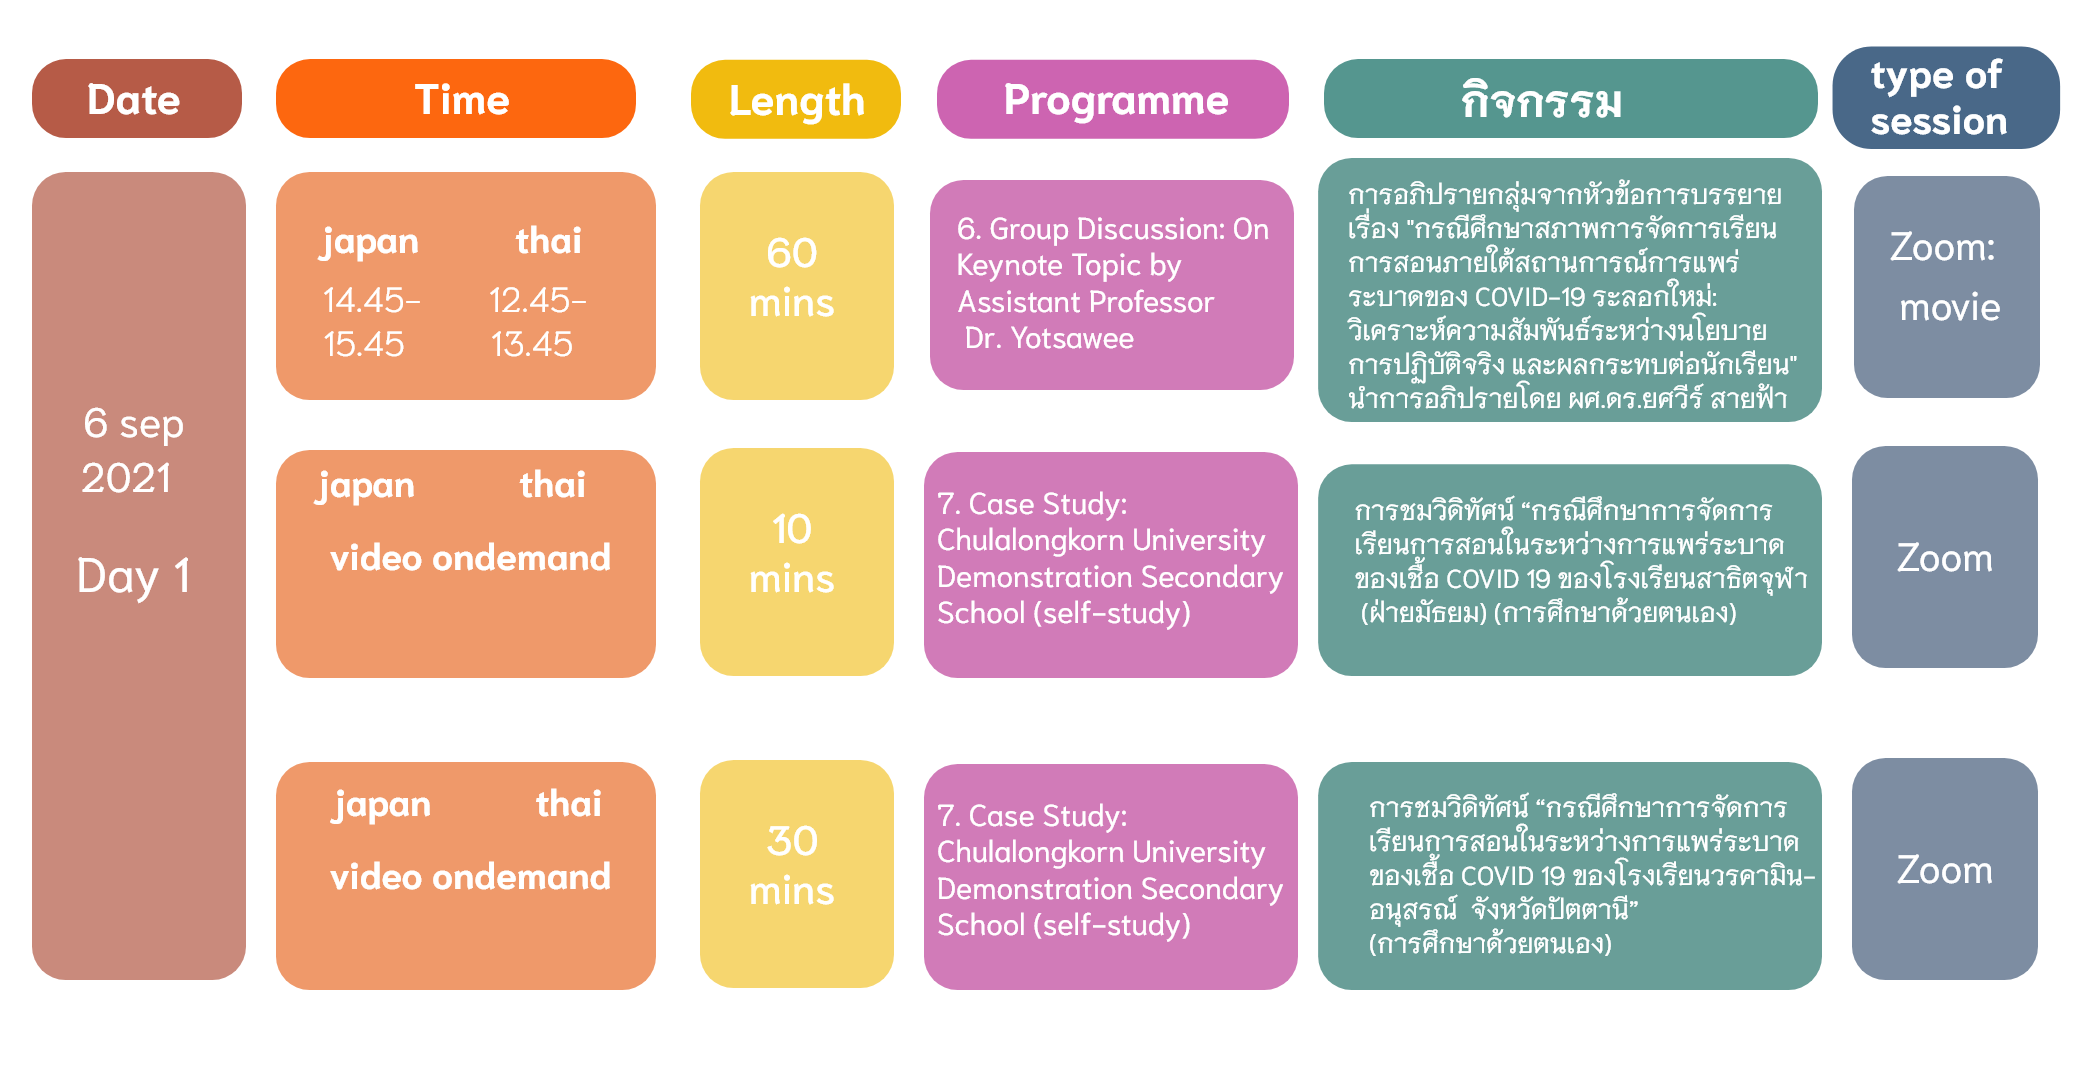 Date
Time
Length
Programme
กิจกรรม
type of
session
6 sep
2021
Day 1
japan thai
14.45- 12.45-
15.45 13.45
60
mins
6. Group Discussion: On
Keynote Topic by
Assistant Professor
Dr. Yotsawee
การอภิปรายกลุ่มจากหัวข้อการบรรยาย
เรื่อง "กรณีศึกษาสภาพการจัดการเรียน
การสอนภายใต้สถานการณ์การแพร่
ระบาดของ COVID-19 ระลอกใหม่:
วิเคราะห์ความสัมพันธ์ระหว่างนโยบาย
การปฏิบัติจริง และผลกระทบต่อนักเรียน"
นำการอภิปรายโดย ผศ.ดร.ยศวีร์ สายฟ้า
Zoom:
movie
japan thai
video ondemand
10
mins
7. Case Study:
Chulalongkorn University
Demonstration Secondary
School (self-study)
การชมวิดิทัศน์ “กรณีศึกษาการจัดการ
เรียนการสอนในระหว่างการแพร่ระบาด
ของเชื้อ COVID 19 ของโรงเรียนสาธิตจุฬา
(ฝ่ายมัธยม) (การศึกษาด้วยตนเอง)
Zoom
japan thai
video ondemand
30
mins
7. Case Study:
Chulalongkorn University
Demonstration Secondary
School (self-study)
การชมวิดิทัศน์ “กรณีศึกษาการจัดการ
เรียนการสอนในระหว่างการแพร่ระบาด
ของเชื้อ COVID 19 ของโรงเรียนวรคามิน-
อนุสรณ์ จังหวัดปัตตานี”
(การศึกษาด้วยตนเอง)
Zoom